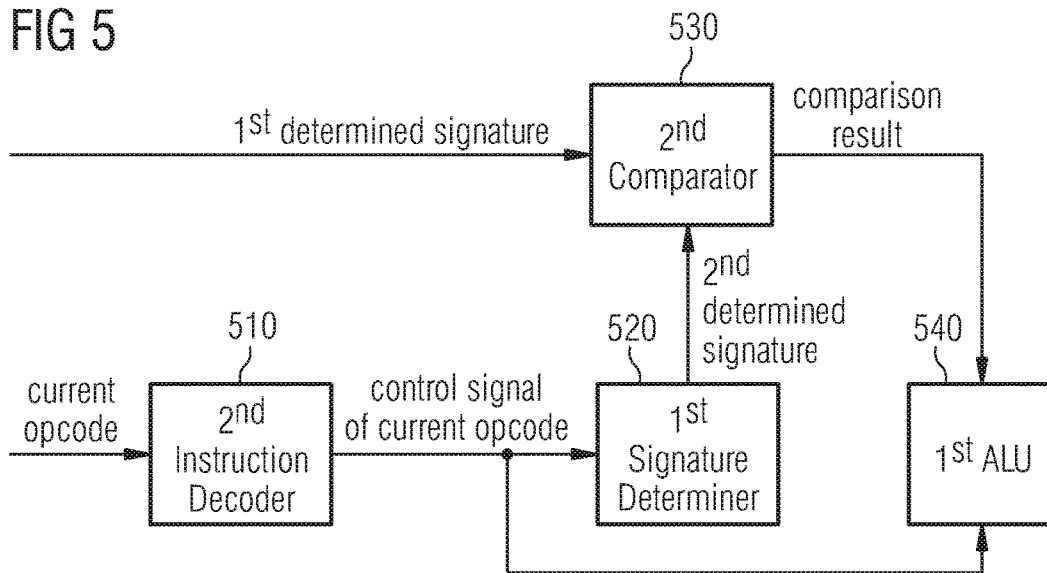 FIG 5
530
1st determined signature
2nd
Comparator
comparison
result
2nd
determined
signature
510
520
540
current
opcode
2nd
Instruction
Decoder
control signal
of current opcode
1st
Signature
Determiner
1st ALU